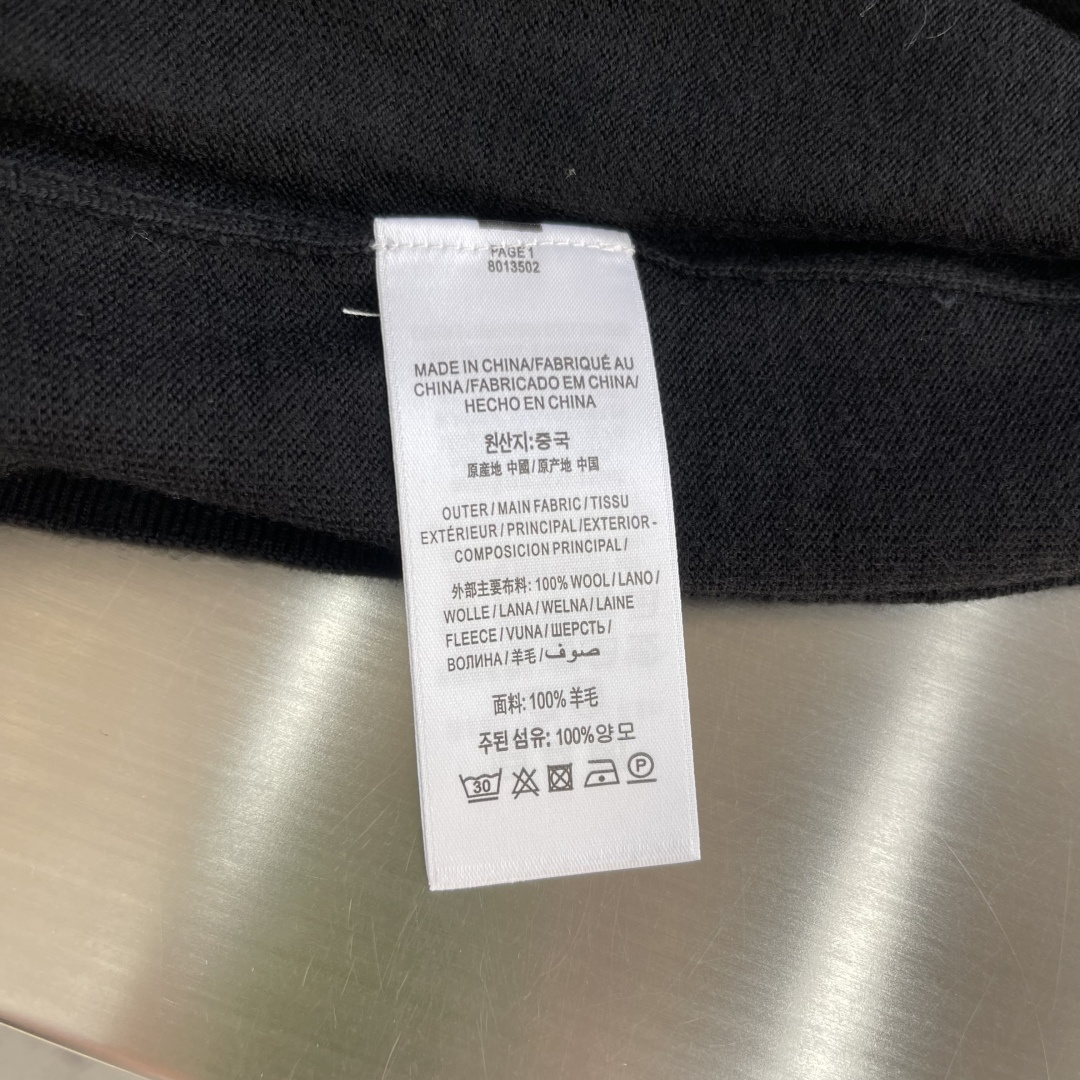 PAGE 1
8013502
MADE IN CHINA/FABRIQUÉ AU
CHINA/FABRICADO EM CHINA/
HECHO EN CHINA
원산지:중국
原産地 中國/原产地 中国
OUTER/MAIN FABRIC/TISSU
EXTÉRIEUR/PRINCIPAL/EXTERIOR-
COMPOSICION PRINCIPAL/
外部主要布料: 100% WOOL/LANO/
WOLLE/LANA/WELNA/LAINE
FLEECE/VUNA/ШЕРСТЬ/
ВОЛИНА/羊毛/صوف
面料: 100% 羊毛
주된 섬유: 100%양모
30 P